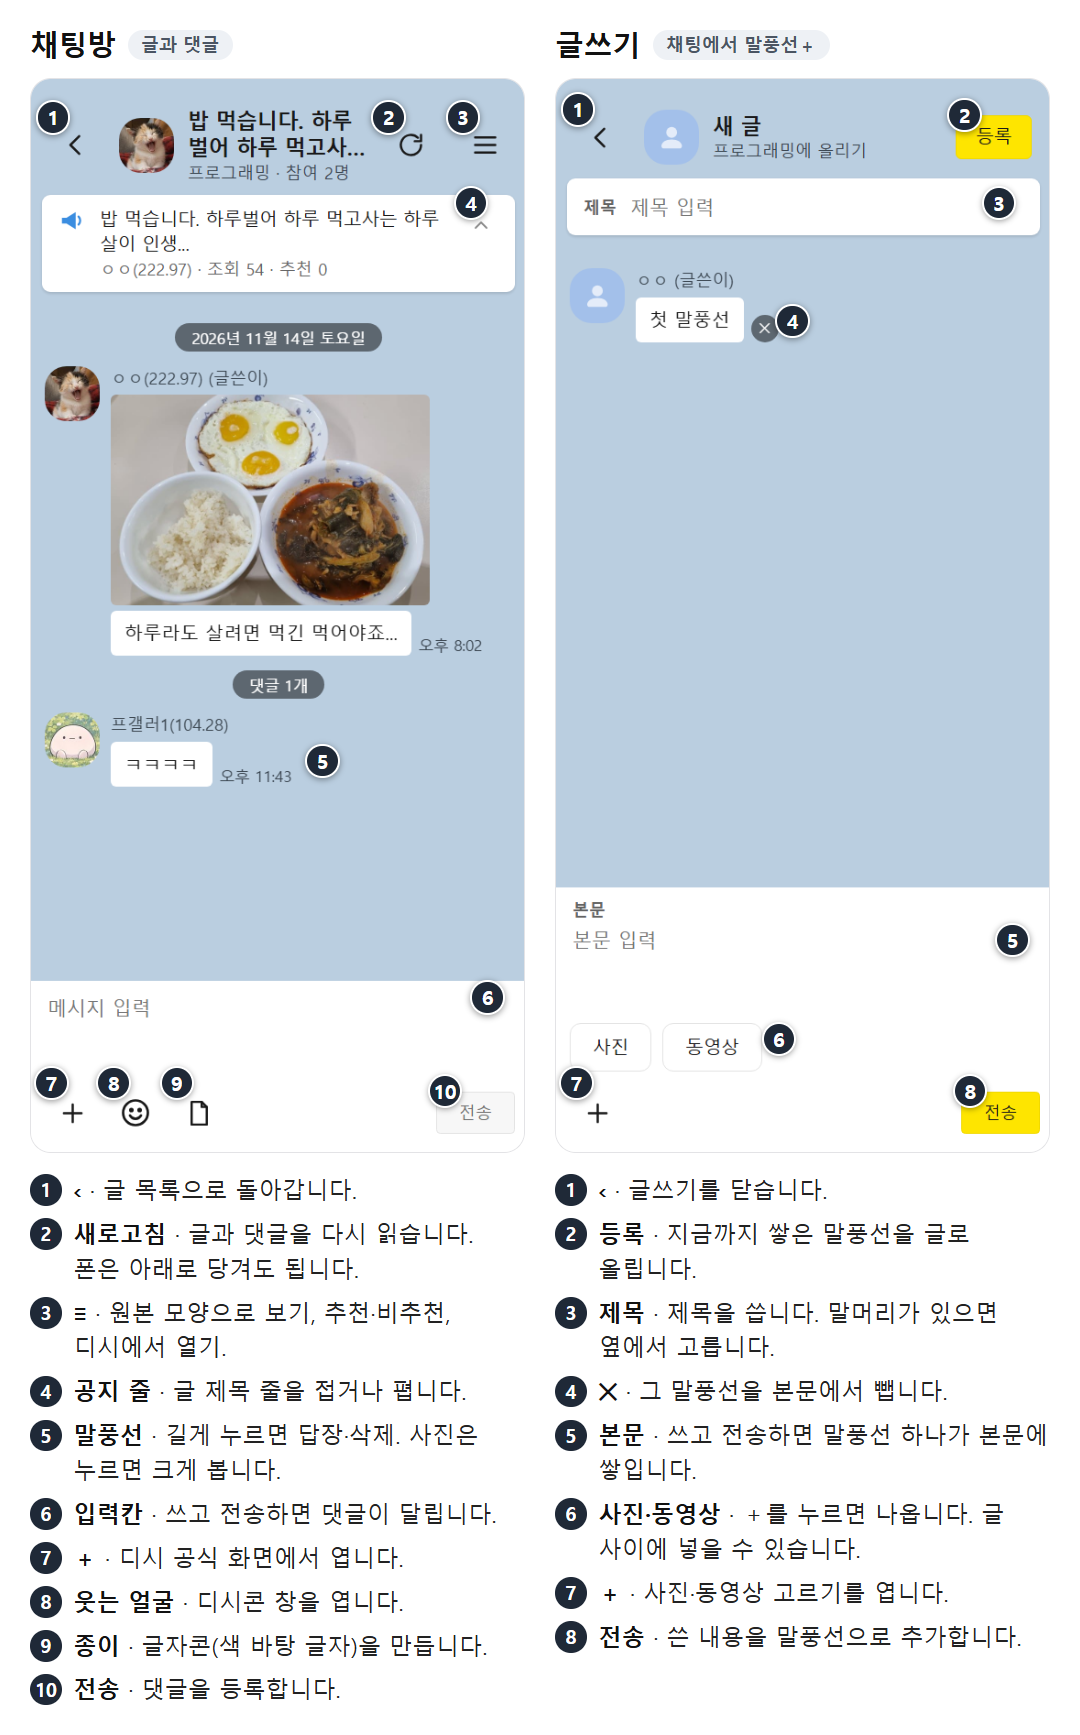 채팅방 글과 댓글
1 2 3
밥 먹습니다. 하루
벌어 하루 먹고사...
프로그래밍 · 참여 2명
4
밥 먹습니다. 하루벌어 하루 먹고사는 하루
살이 인생...
ㅇㅇ(222.97) · 조회 54 · 추천 0
2026년 11월 14일 토요일
ㅇㅇ(222.97) (글쓴이)
하루라도 살려면 먹긴 먹어야죠... 오후 8:02
댓글 1개
프갤러1(104.28)
ㅋㅋㅋㅋ 오후 11:43 5
메시지 입력 6
7 8 9 10
+ 전송
1 < · 글 목록으로 돌아갑니다.
2 새로고침 · 글과 댓글을 다시 읽습니다.
폰은 아래로 당겨도 됩니다.
3 ≡ · 원본 모양으로 보기, 추천·비추천,
디시에서 열기.
4 공지 줄 · 글 제목 줄을 접거나 폅니다.
5 말풍선 · 길게 누르면 답장·삭제. 사진은
누르면 크게 봅니다.
6 입력칸 · 쓰고 전송하면 댓글이 달립니다.
7 + · 디시 공식 화면에서 엽니다.
8 웃는 얼굴 · 디시콘 창을 엽니다.
9 종이 · 글자콘(색 바탕 글자)을 만듭니다.
10 전송 · 댓글을 등록합니다.
글쓰기 채팅에서 말풍선+
1 2
새 글
프로그래밍에 올리기
등록
제목 제목 입력 3
ㅇㅇ (글쓴이)
첫 말풍선 × 4
본문
본문 입력 5
사진 동영상 6
7 8
+ 전송
1 < · 글쓰기를 닫습니다.
2 등록 · 지금까지 쌓은 말풍선을 글로
올립니다.
3 제목 · 제목을 씁니다. 말머리가 있으면
옆에서 고릅니다.
4 ✕ · 그 말풍선을 본문에서 뺍니다.
5 본문 · 쓰고 전송하면 말풍선 하나가 본문에
쌓입니다.
6 사진·동영상 · +를 누르면 나옵니다. 글
사이에 넣을 수 있습니다.
7 + · 사진·동영상 고르기를 엽니다.
8 전송 · 쓴 내용을 말풍선으로 추가합니다.